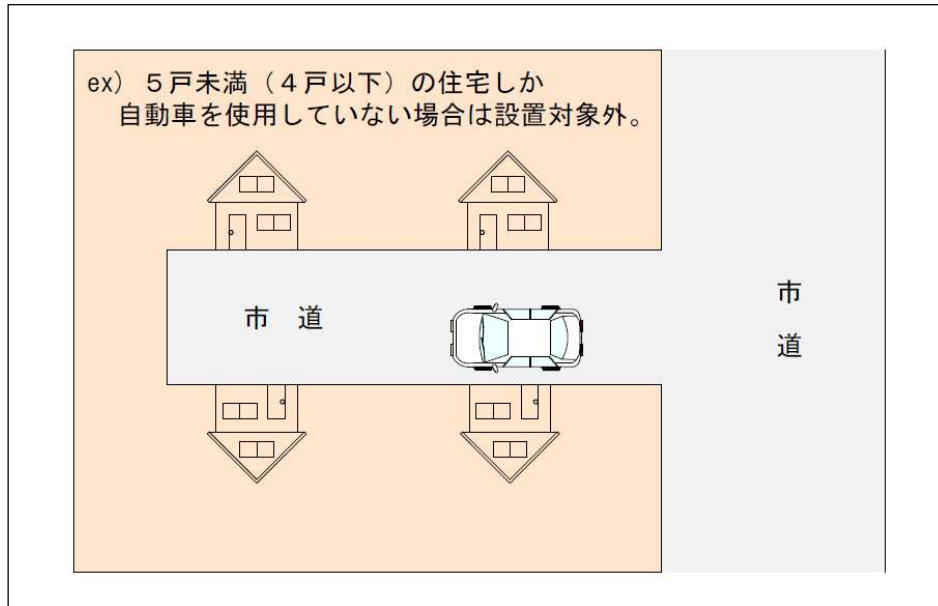 ex）５戸未満（４戸以下）の住宅しか
自動車を使用していない場合は設置対象外。
市　道
市
道